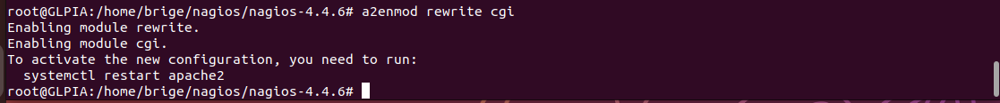 root@GLPIA:/home/brige/nagios/nagios-4.4.6# a2enmod rewrite cgi
Enabling module rewrite.
Enabling module cgi.
To activate the new configuration, you need to run:
  systemctl restart apache2
root@GLPIA:/home/brige/nagios/nagios-4.4.6#